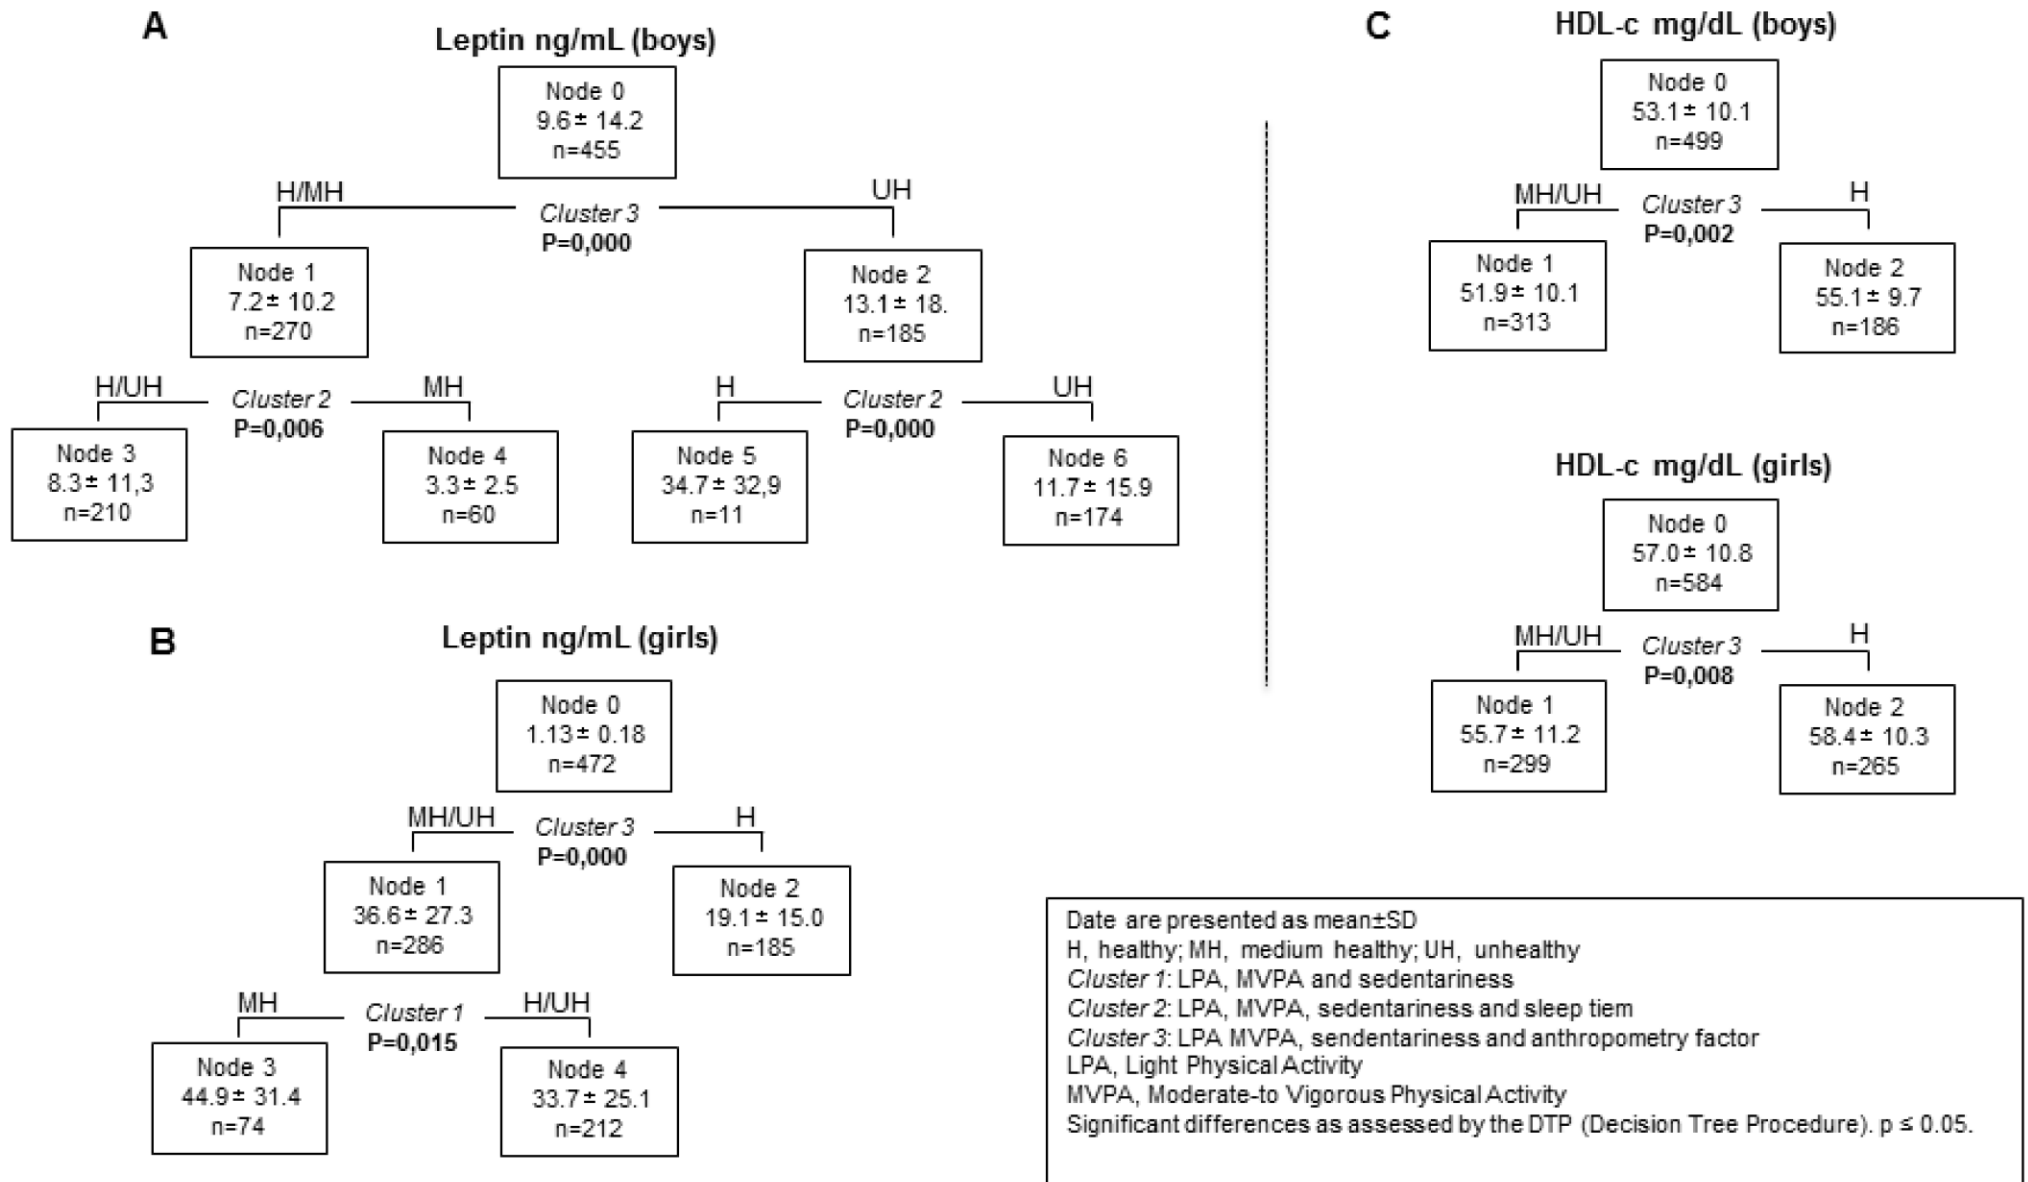 A
Leptin ng/mL (boys)
Node 0
9.6± 14.2
n=455
H/MH
UH
Cluster 3
P=0,000
Node 1
7.2± 10.2
n=270
Node 2
13.1± 18.
n=185
H/UH
MH
Cluster 2
P=0,006
H
UH
Cluster 2
P=0,000
Node 3
8.3± 11,3
n=210
Node 4
3.3± 2.5
n=60
Node 5
34.7± 32,9
n=11
Node 6
11.7± 15.9
n=174
B
Leptin ng/mL (girls)
Node 0
1.13± 0.18
n=472
MH/UH
H
Cluster 3
P=0,000
Node 1
36.6± 27.3
n=286
Node 2
19.1± 15.0
n=185
MH
H/UH
Cluster 1
P=0,015
Node 3
44.9± 31.4
n=74
Node 4
33.7± 25.1
n=212
C
HDL-c mg/dL (boys)
Node 0
53.1± 10.1
n=499
MH/UH
H
Cluster 3
P=0,002
Node 1
51.9± 10.1
n=313
Node 2
55.1± 9.7
n=186
HDL-c mg/dL (girls)
Node 0
57.0± 10.8
n=584
MH/UH
H
Cluster 3
P=0,008
Node 1
55.7± 11.2
n=299
Node 2
58.4± 10.3
n=265
Date are presented as mean±SD
H, healthy; MH, medium healthy; UH, unhealthy
Cluster 1: LPA, MVPA and sedentariness
Cluster 2: LPA, MVPA, sedentariness and sleep tiem
Cluster 3: LPA MVPA, sendentariness and anthropometry factor
LPA, Light Physical Activity
MVPA, Moderate-to Vigorous Physical Activity
Significant differences as assessed by the DTP (Decision Tree Procedure). p ≤ 0.05.